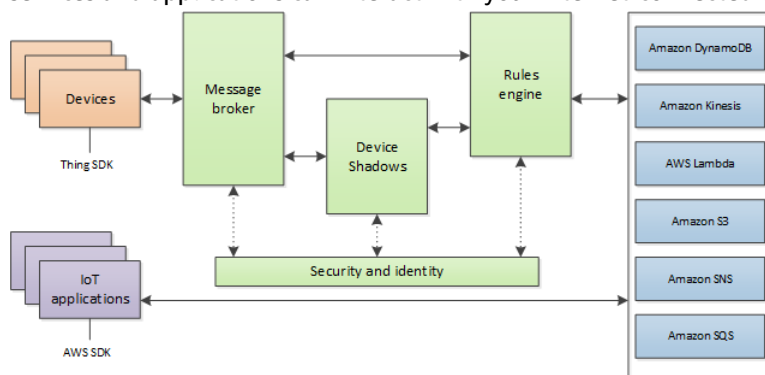 Devices
Thing SDK
Message
broker
Device
Shadows
Rules
engine
Security and identity
IoT
applications
AWS SDK
Amazon DynamoDB
Amazon Kinesis
AWS Lambda
Amazon S3
Amazon SNS
Amazon SQS